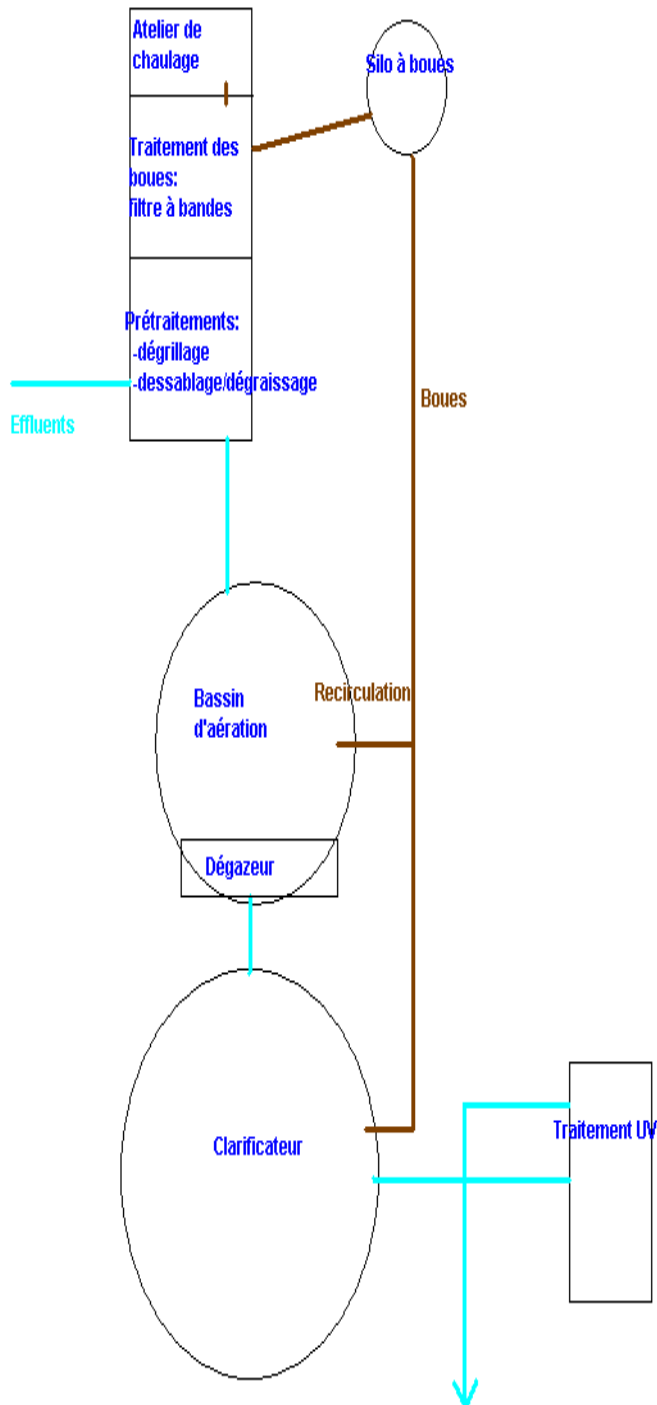 Atelier de
chaulage
Silo à boues
Traitement des
boues:
filtre à bandes
Prétraitements:
-dégrillage
-dessablage/dégraissage
Effluents
Boues
Recirculation
Bassin
d'aération
Dégazeur
Clarificateur
Traitement UV